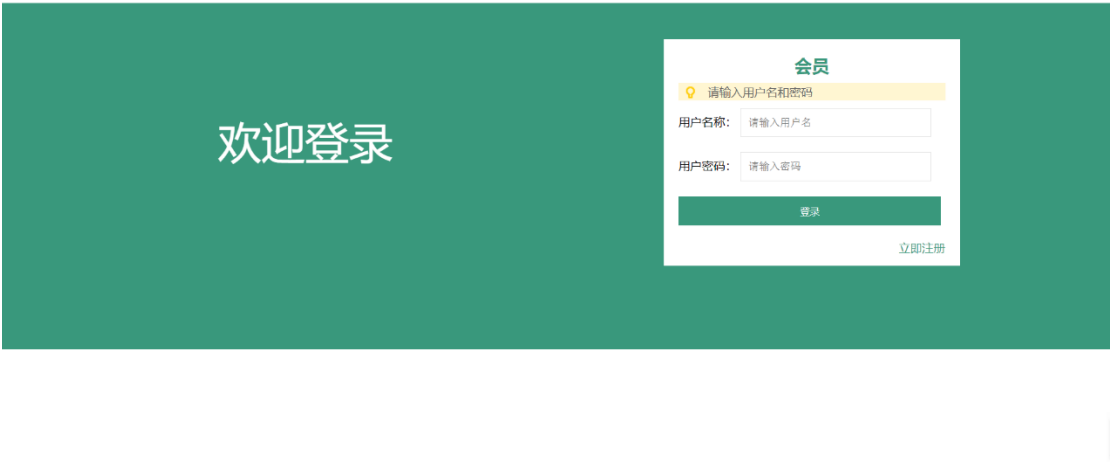 欢迎登录
会员
请输入用户名和密码
用户名称： 请输入用户名
用户密码： 请输入密码
登录
立即注册